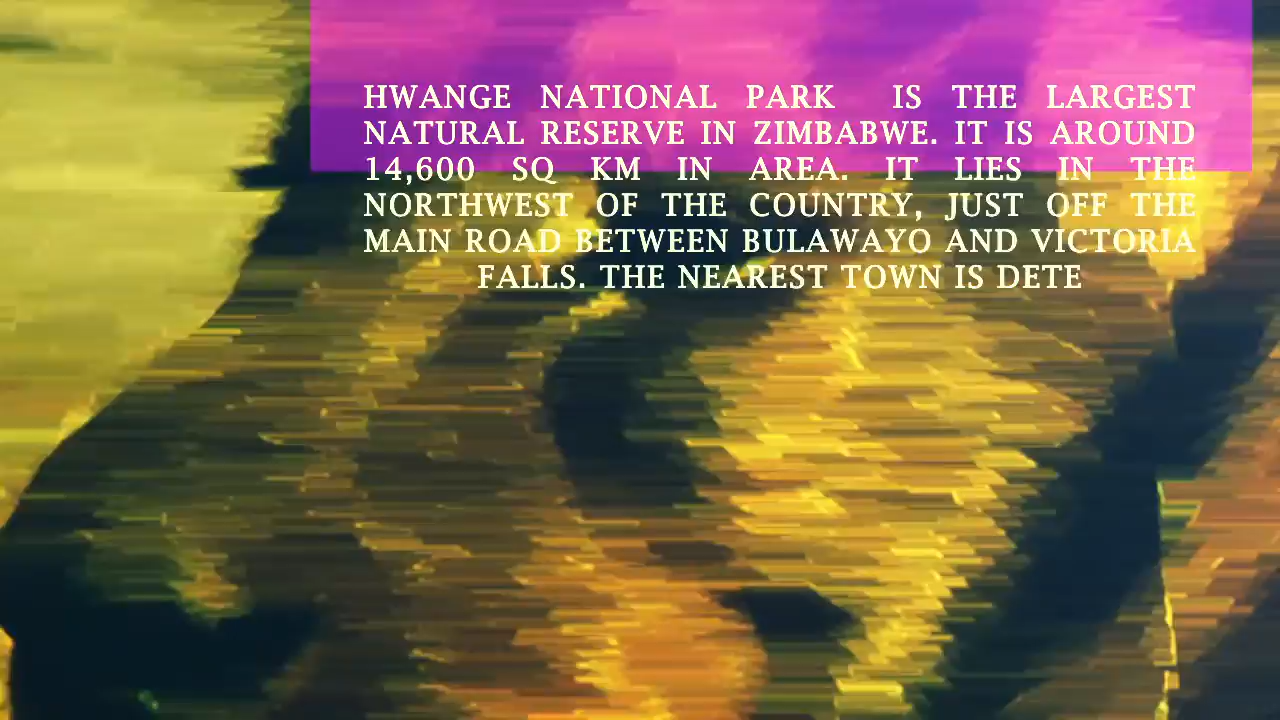 HWANGE NATIONAL PARK IS THE LARGEST
NATURAL RESERVE IN ZIMBABWE. IT IS AROUND
14,600 SQ KM IN AREA. IT LIES IN THE
NORTHWEST OF THE COUNTRY, JUST OFF THE
MAIN ROAD BETWEEN BULAWAYO AND VICTORIA
FALLS. THE NEAREST TOWN IS DETE